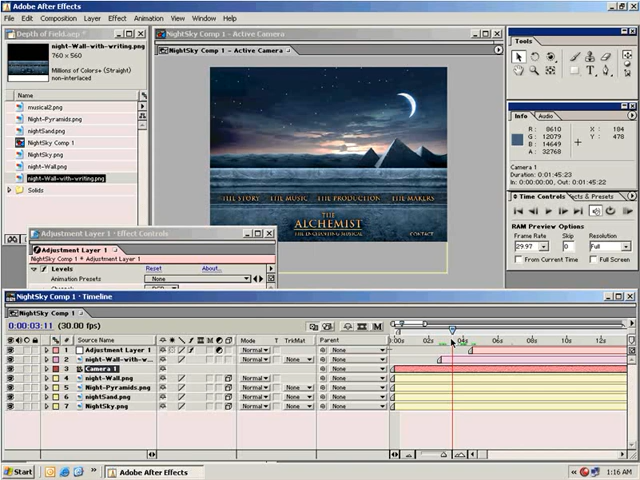 Adobe After Effects
File Edit Composition Layer Effect Animation View Window Help
Depth of Field.aep *
night-Wall-with-writing.png
760 x 560
Millions of Colors+ (Straight)
non-interlaced
Name
musical2.png
Night-Pyramids.png
nightSand.png
NightSky Comp 1
NightSky.png
night-Wall.png
night-Wall-with-writing.png
Solids
NightSky Comp 1 - Active Camera
NightSky Comp 1 - Active Camera
THE STORY THE MUSIC THE PRODUCTION THE MAKERS
THE
ALCHEMIST
CONTACT
Tools
Info Audio
R : 8610
G : 12079
B : 14649
A : 32768
X : 184
Y : 478
Camera 1
Duration: 0:01:45:23
In: 0:00:00:00, Out: 0:01:45:22
Time Controls
RAM Preview Options
Frame Rate Skip Resolution
29.97 0 Full
From Current Time Full Screen
Adjustment Layer 1 - Effect Controls
Adjustment Layer 1
NightSky Comp 1 * Adjustment Layer 1
Levels Reset About...
Animation Presets None
NightSky Comp 1 - Timeline
NightSky Comp 1
0:00:03:11 (30.00 fps)
# Source Name Mode T TrkMat Parent
:00s 02s 04s 06s 08s 10s 12s
1 Adjustment Layer 1 Normal None
2 night-Wall-with-w... Normal None None
3 Camera 1 None
4 night-Wall.png Normal None None
5 Night-Pyramids.png Normal None None
6 nightSand.png Normal None None
7 NightSky.png Normal None None
Start Adobe After Effects 1:16 AM